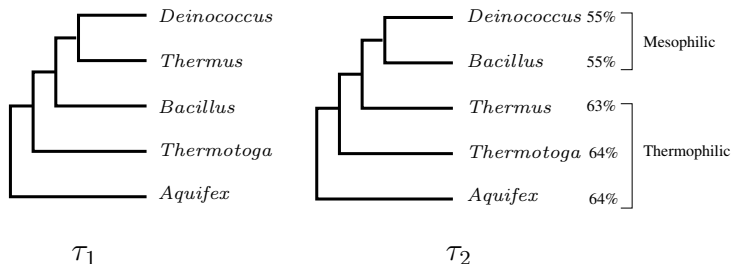 Deinococcus
Thermus
Bacillus
Thermotoga
Aquifex
τ1
Deinococcus 55%
Bacillus 55%
Thermus 63%
Thermotoga 64%
Aquifex 64%
Mesophilic
Thermophilic
τ2